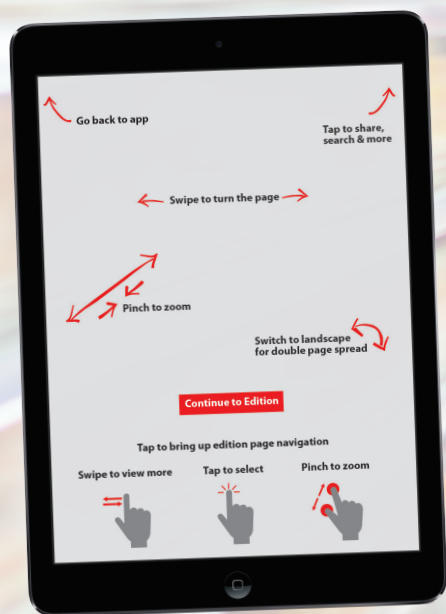 Go back to app
Tap to share,
search & more
Swipe to turn the page
Pinch to zoom
Switch to landscape
for double page spread
Continue to Edition
Tap to bring up edition page navigation
Swipe to view more
Tap to select
Pinch to zoom